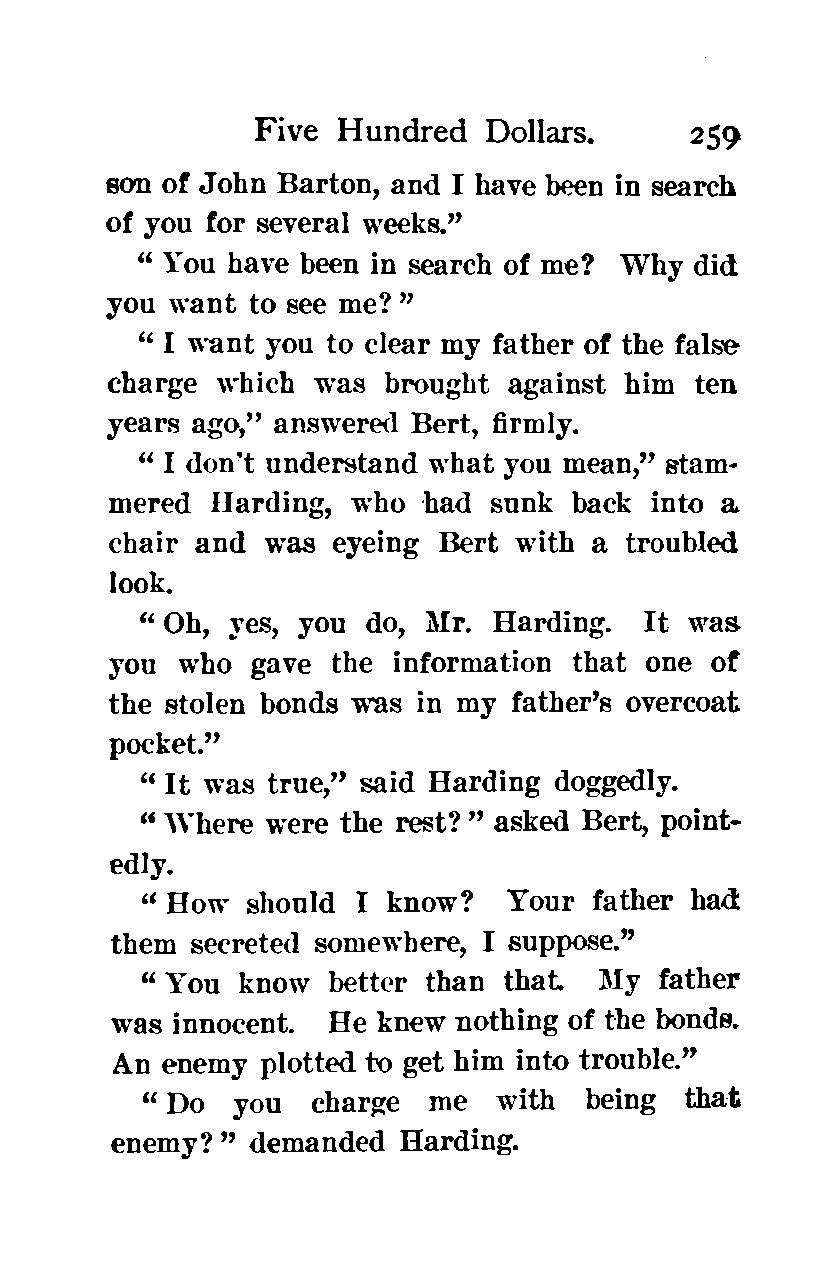 Five Hundred Dollars. 259
son of John Barton, and I have been in search
of you for several weeks.”
“ You have been in search of me? Why did
you want to see me? ”
“ I want you to clear my father of the false
charge which was brought against him ten
years ago,” answered Bert, firmly.
“ I don’t understand what you mean,” stam-
mered Harding, who had sunk back into a
chair and was eyeing Bert with a troubled
look.
“ Oh, yes, you do, Mr. Harding. It was
you who gave the information that one of
the stolen bonds was in my father’s overcoat
pocket.”
“ It was true,” said Harding doggedly.
“ Where were the rest? ” asked Bert, point-
edly.
“ How should I know? Your father had
them secreted somewhere, I suppose.”
“ You know better than that. My father
was innocent. He knew nothing of the bonds.
An enemy plotted to get him into trouble.”
“ Do you charge me with being that
enemy? ” demanded Harding.